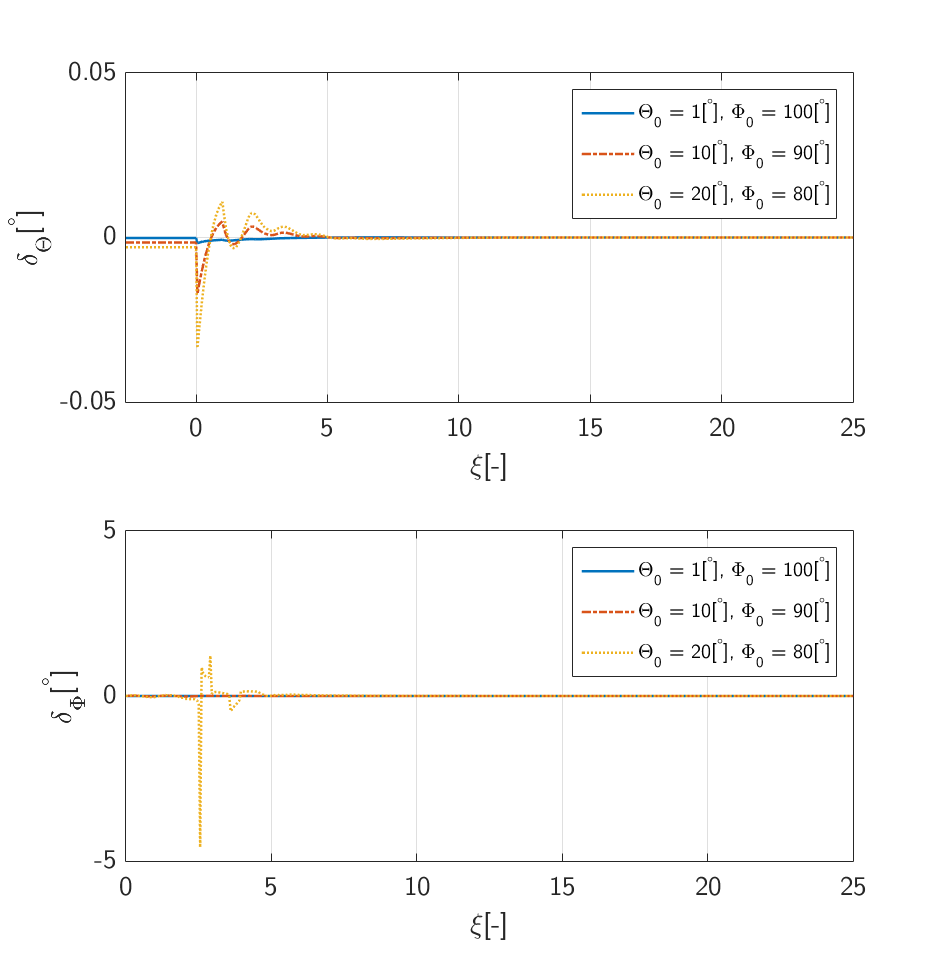 0.05
0
-0.05
δ_Θ[°]
Θ_0 = 1[°], Φ_0 = 100[°]
Θ_0 = 10[°], Φ_0 = 90[°]
Θ_0 = 20[°], Φ_0 = 80[°]
0 5 10 15 20 25
ξ[-]
5
0
-5
δ_Φ[°]
Θ_0 = 1[°], Φ_0 = 100[°]
Θ_0 = 10[°], Φ_0 = 90[°]
Θ_0 = 20[°], Φ_0 = 80[°]
0 5 10 15 20 25
ξ[-]